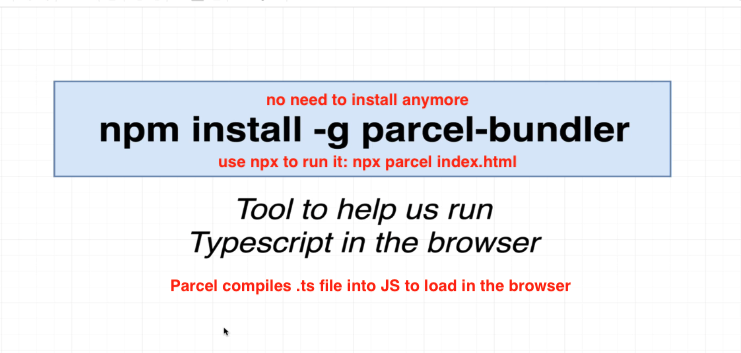 no need to install anymore
npm install -g parcel-bundler
use npx to run it: npx parcel index.html
Tool to help us run
Typescript in the browser
Parcel compiles .ts file into JS to load in the browser